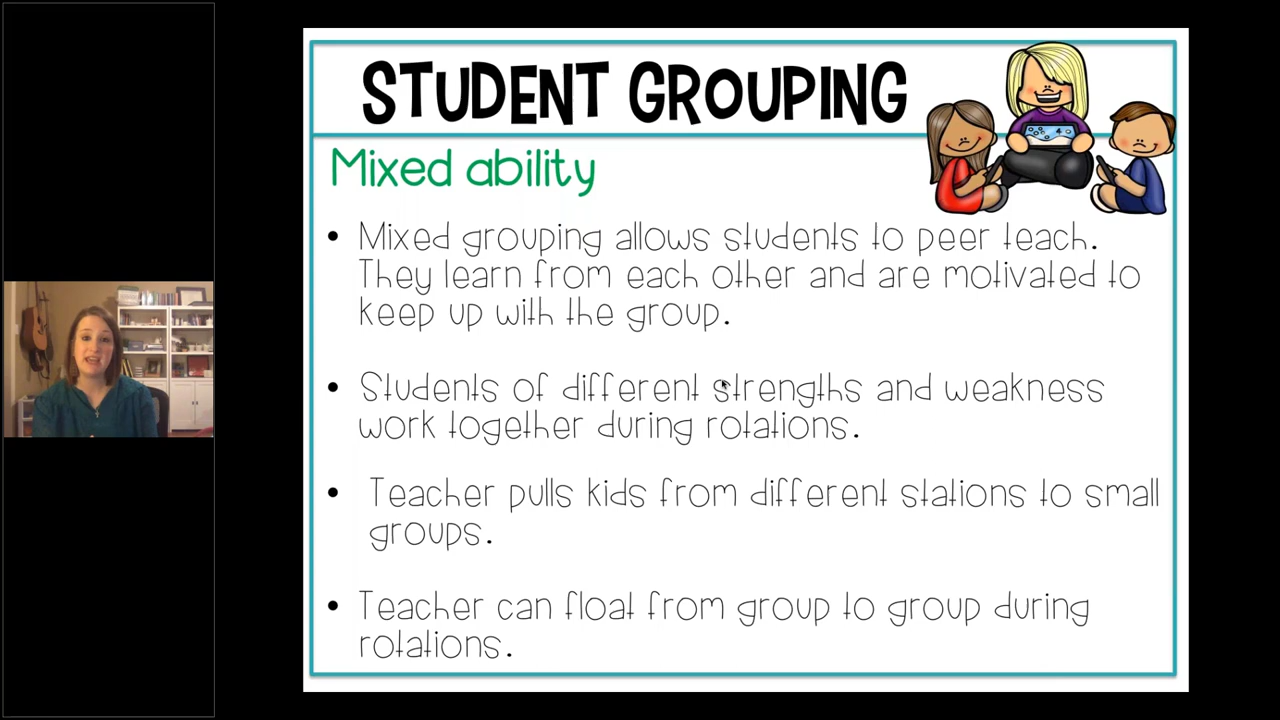 STUDENT GROUPING
Mixed ability
• Mixed grouping allows students to peer teach.
They learn from each other and are motivated to
keep up with the group.
• Students of different strengths and weakness
work together during rotations.
• Teacher pulls kids from different stations to small
groups.
• Teacher can float from group to group during
rotations.